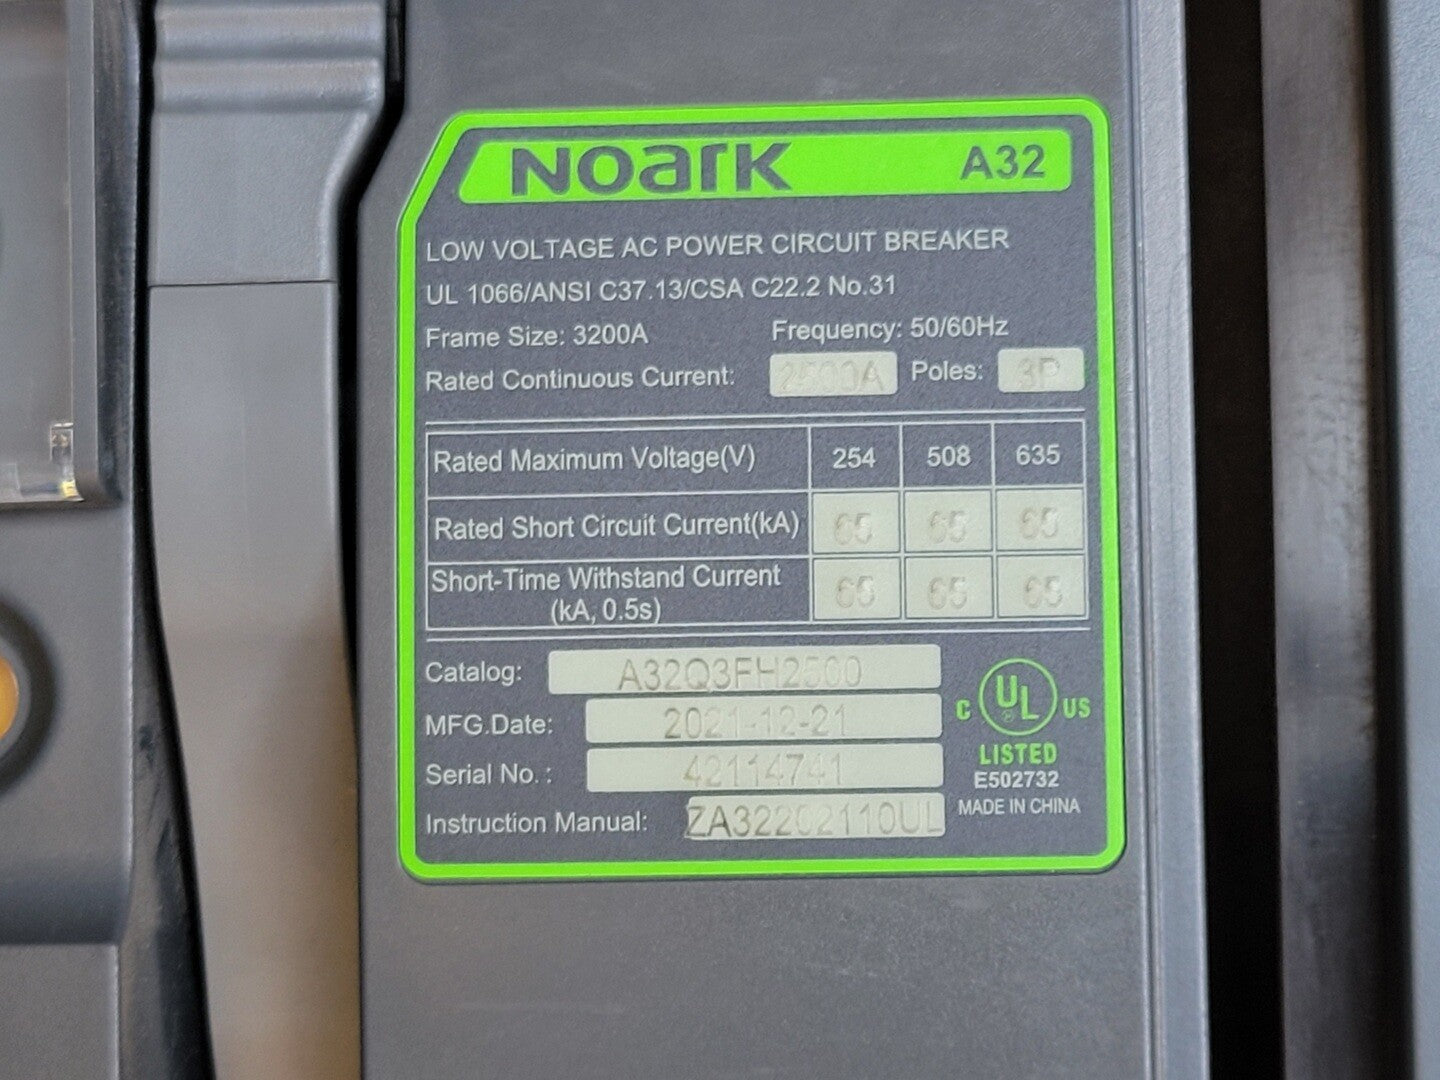 NOARK A32
LOW VOLTAGE AC POWER CIRCUIT BREAKER
UL 1066/ANSI C37.13/CSA C22.2 No.31
Frame Size: 3200A Frequency: 50/60Hz
Rated Continuous Current: 2500A Poles: 3P
Rated Maximum Voltage(V) 254 508 635
Rated Short Circuit Current(kA) 65 65 65
Short-Time Withstand Current
(kA, 0.5s) 65 65 65
Catalog: A32Q3FH2500
MFG.Date: 2021-12-21
Serial No. : 42114741
Instruction Manual: ZA32202110UL
C UL US
LISTED
E502732
MADE IN CHINA